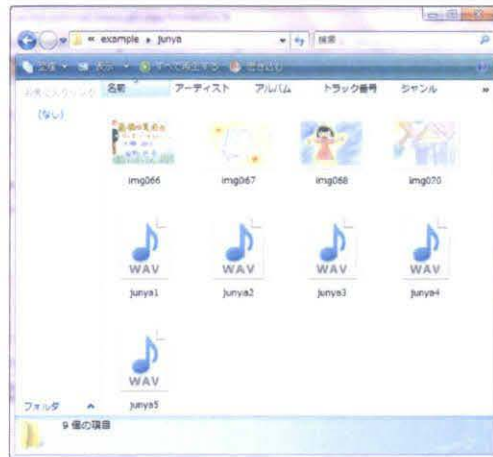 « example ▸ junya
検索
名前 アーティスト アルバム トラック番号 ジャンル »
(なし)
img066 img067 img068 img070
WAV WAV WAV WAV
junya1 junya2 junya3 junya4
WAV
junya5
フォルダ
9 個の項目